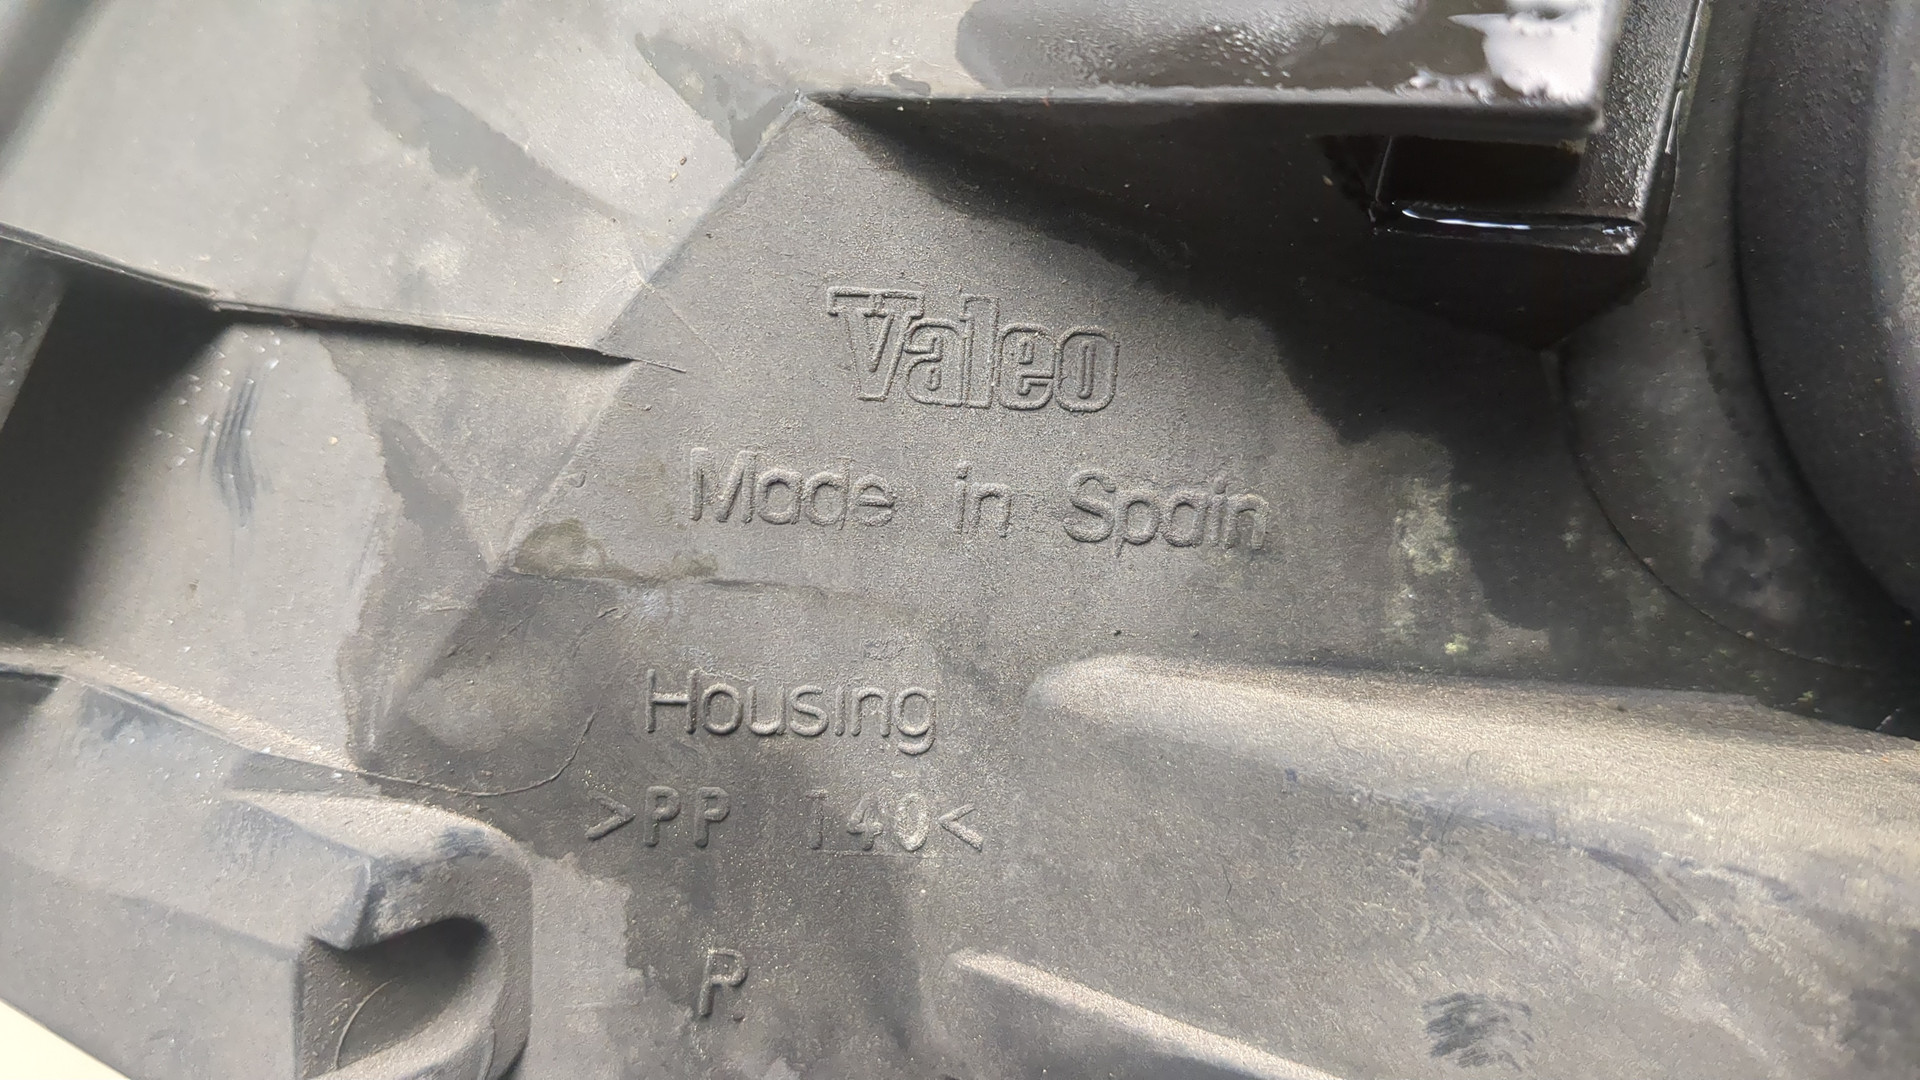 Valeo
Made in Spain
Housing
>PP T40<
R